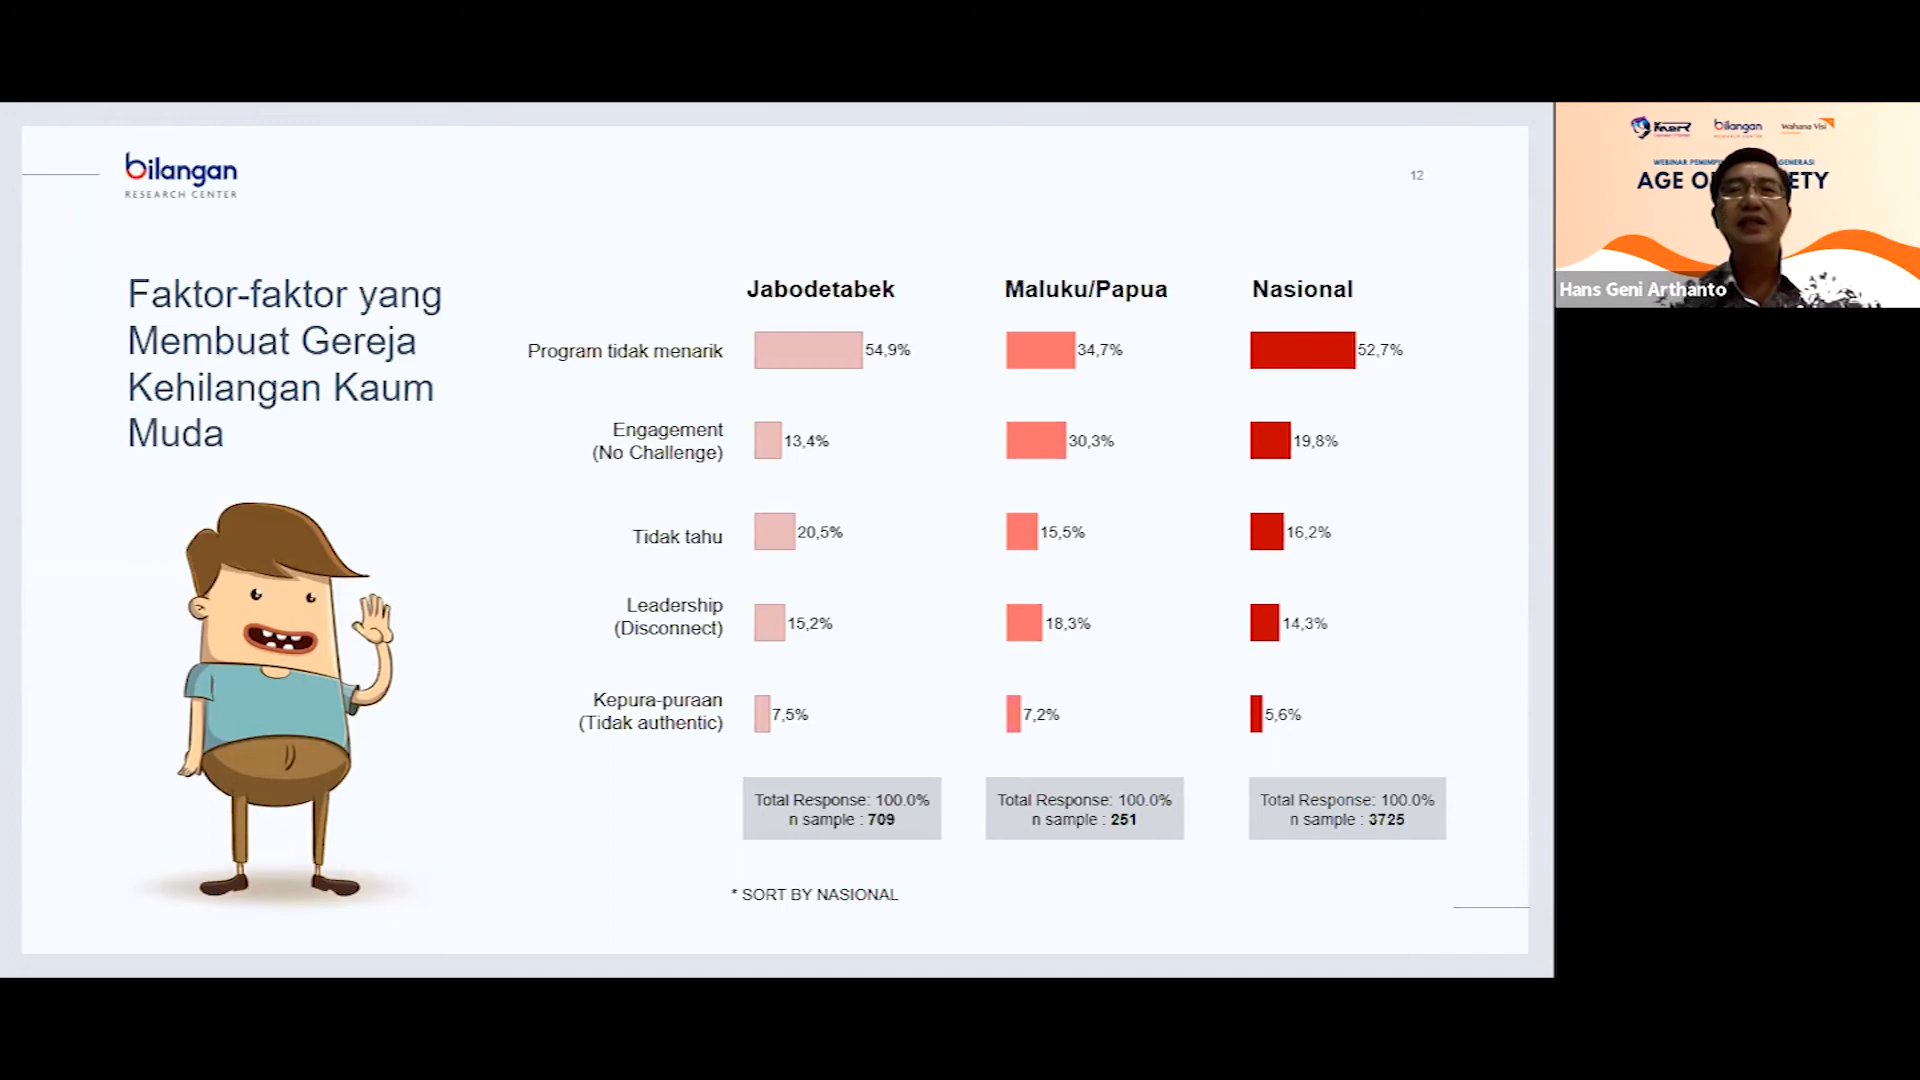 bilangan
RESEARCH CENTER
12
Faktor-faktor yang
Membuat Gereja
Kehilangan Kaum
Muda
Jabodetabek
Maluku/Papua
Nasional
Program tidak menarik
54,9%
34,7%
52,7%
Engagement
(No Challenge)
13,4%
30,3%
19,8%
Tidak tahu
20,5%
15,5%
16,2%
Leadership
(Disconnect)
15,2%
18,3%
14,3%
Kepura-puraan
(Tidak authentic)
7,5%
7,2%
5,6%
Total Response: 100.0%
n sample : 709
Total Response: 100.0%
n sample : 251
Total Response: 100.0%
n sample : 3725
* SORT BY NASIONAL
bilangan
Wahana Visi
WEBINAR
GENERASI
AGE
ETY
Hans Geni Arthanto